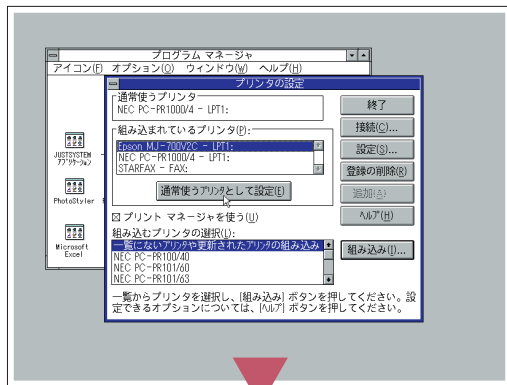 プログラム マネージャ
アイコン(F) オプション(O) ウィンドウ(W) ヘルプ(H)
JUSTSYSTEM
アプリケーション
PhotoStyler
Microsoft
Excel
プリンタの設定
通常使うプリンタ
NEC PC-PR1000/4 - LPT1:
組み込まれているプリンタ(P):
Epson MJ-700V2C - LPT1:
NEC PC-PR1000/4 - LPT1:
STARFAX - FAX:
通常使うプリンタとして設定(E)
プリント マネージャを使う(U)
組み込むプリンタの選択(L):
一覧にないプリンタや更新されたプリンタの組み込み
NEC PC-PR100/40
NEC PC-PR101/60
NEC PC-PR101/63
一覧からプリンタを選択し、[組み込み] ボタンを押してください。設
定できるオプションについては、[ヘルプ] ボタンを押してください。
終了
接続(C)...
設定(S)...
登録の削除(R)
追加(A)
ヘルプ(H)
組み込み(I)...